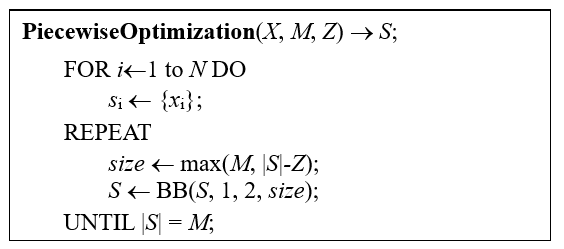 PiecewiseOptimization(X, M, Z) → S;
FOR i←1 to N DO
si ← {xi};
REPEAT
size ← max(M, |S|-Z);
S ← BB(S, 1, 2, size);
UNTIL |S| = M;